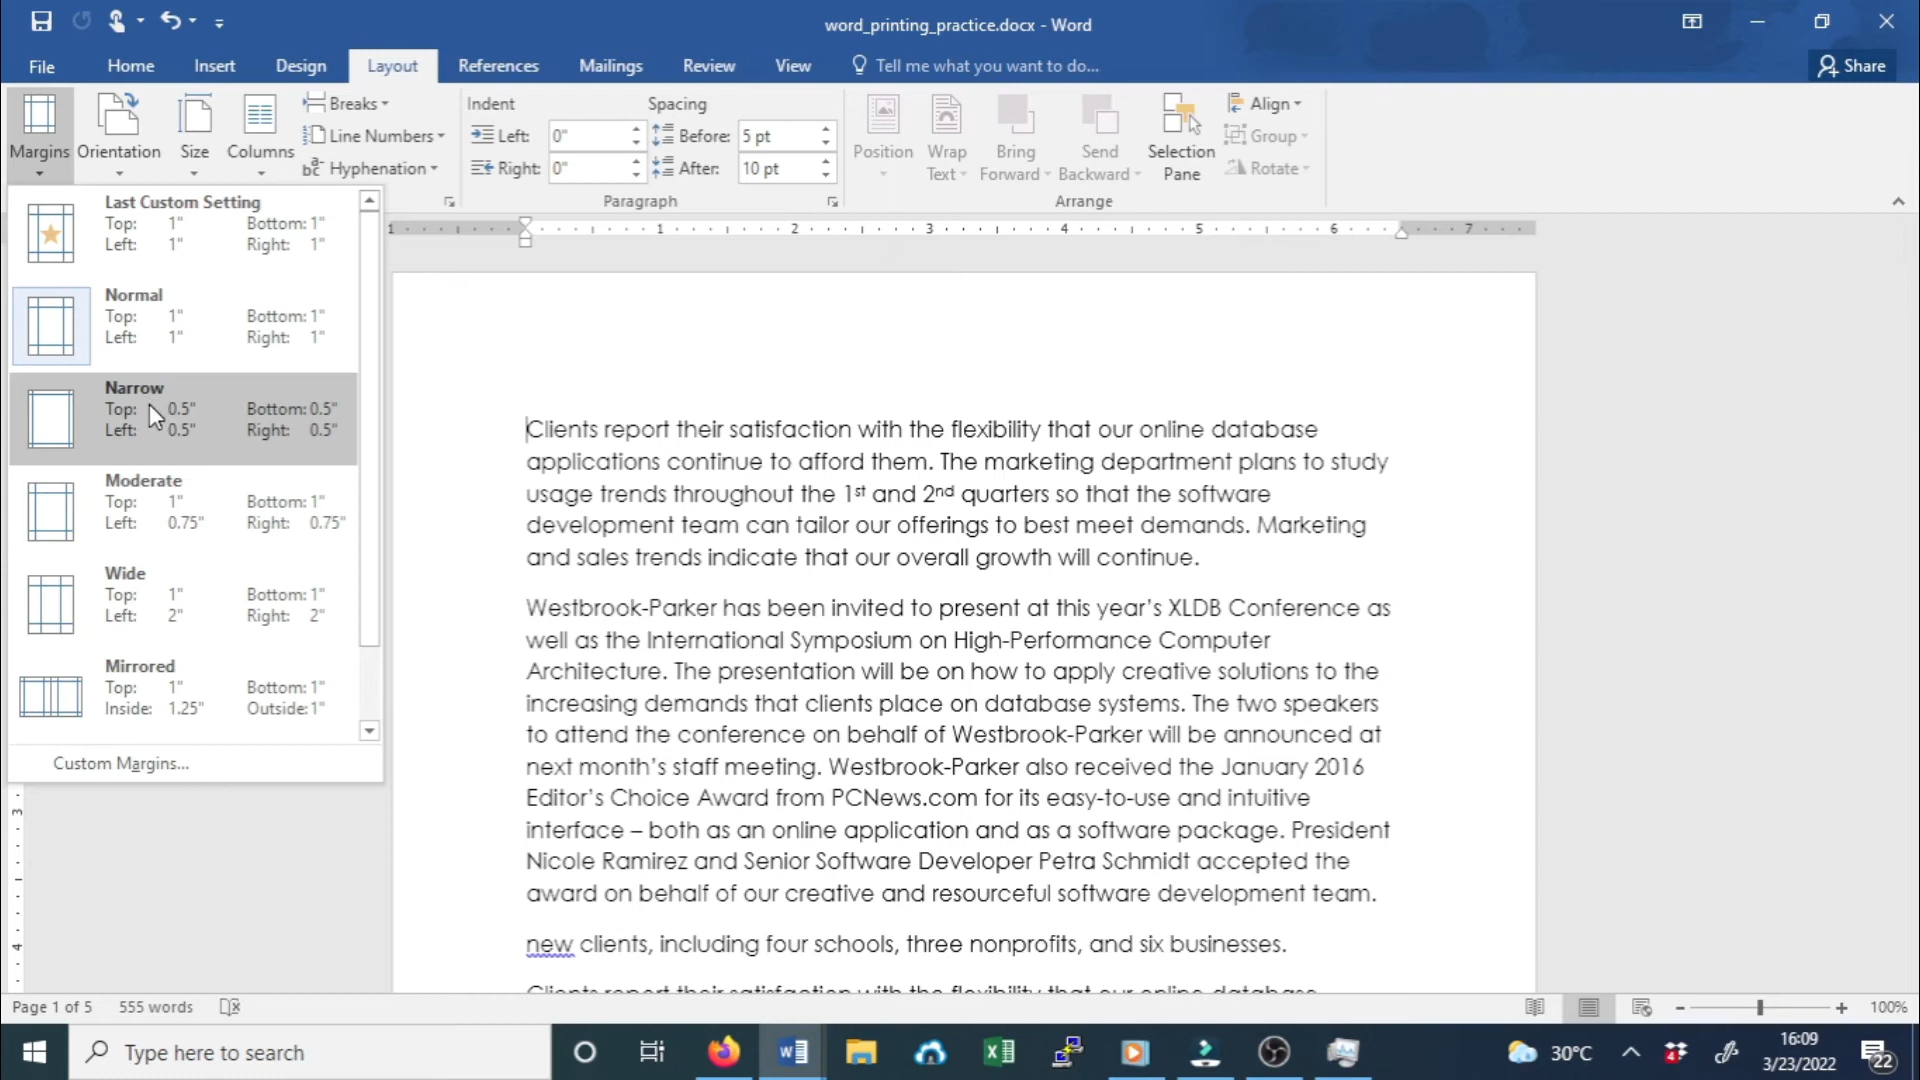 word_printing_practice.docx - Word
File Home Insert Design Layout References Mailings Review View Tell me what you want to do... Share
Margins Orientation Size Columns
Breaks
Line Numbers
Hyphenation
Indent
Left: 0"
Right: 0"
Spacing
Before: 5 pt
After: 10 pt
Paragraph
Position
Wrap Text
Bring Forward
Send Backward
Selection Pane
Align
Group
Rotate
Arrange
Last Custom Setting
Top: 1" Bottom: 1"
Left: 1" Right: 1"
Normal
Top: 1" Bottom: 1"
Left: 1" Right: 1"
Narrow
Top: 0.5" Bottom: 0.5"
Left: 0.5" Right: 0.5"
Moderate
Top: 1" Bottom: 1"
Left: 0.75" Right: 0.75"
Wide
Top: 1" Bottom: 1"
Left: 2" Right: 2"
Mirrored
Top: 1" Bottom: 1"
Inside: 1.25" Outside: 1"
Custom Margins...
1 1 2 3 4 5 6 7
3
4
Clients report their satisfaction with the flexibility that our online database
applications continue to afford them. The marketing department plans to study
usage trends throughout the 1st and 2nd quarters so that the software
development team can tailor our offerings to best meet demands. Marketing
and sales trends indicate that our overall growth will continue.
Westbrook-Parker has been invited to present at this year’s XLDB Conference as
well as the International Symposium on High-Performance Computer
Architecture. The presentation will be on how to apply creative solutions to the
increasing demands that clients place on database systems. The two speakers
to attend the conference on behalf of Westbrook-Parker will be announced at
next month’s staff meeting. Westbrook-Parker also received the January 2016
Editor’s Choice Award from PCNews.com for its easy-to-use and intuitive
interface – both as an online application and as a software package. President
Nicole Ramirez and Senior Software Developer Petra Schmidt accepted the
award on behalf of our creative and resourceful software development team.
new clients, including four schools, three nonprofits, and six businesses.
Clients report their satisfaction with the flexibility that our online database
Page 1 of 5 555 words 100%
Type here to search
30°C
16:09
3/23/2022
22